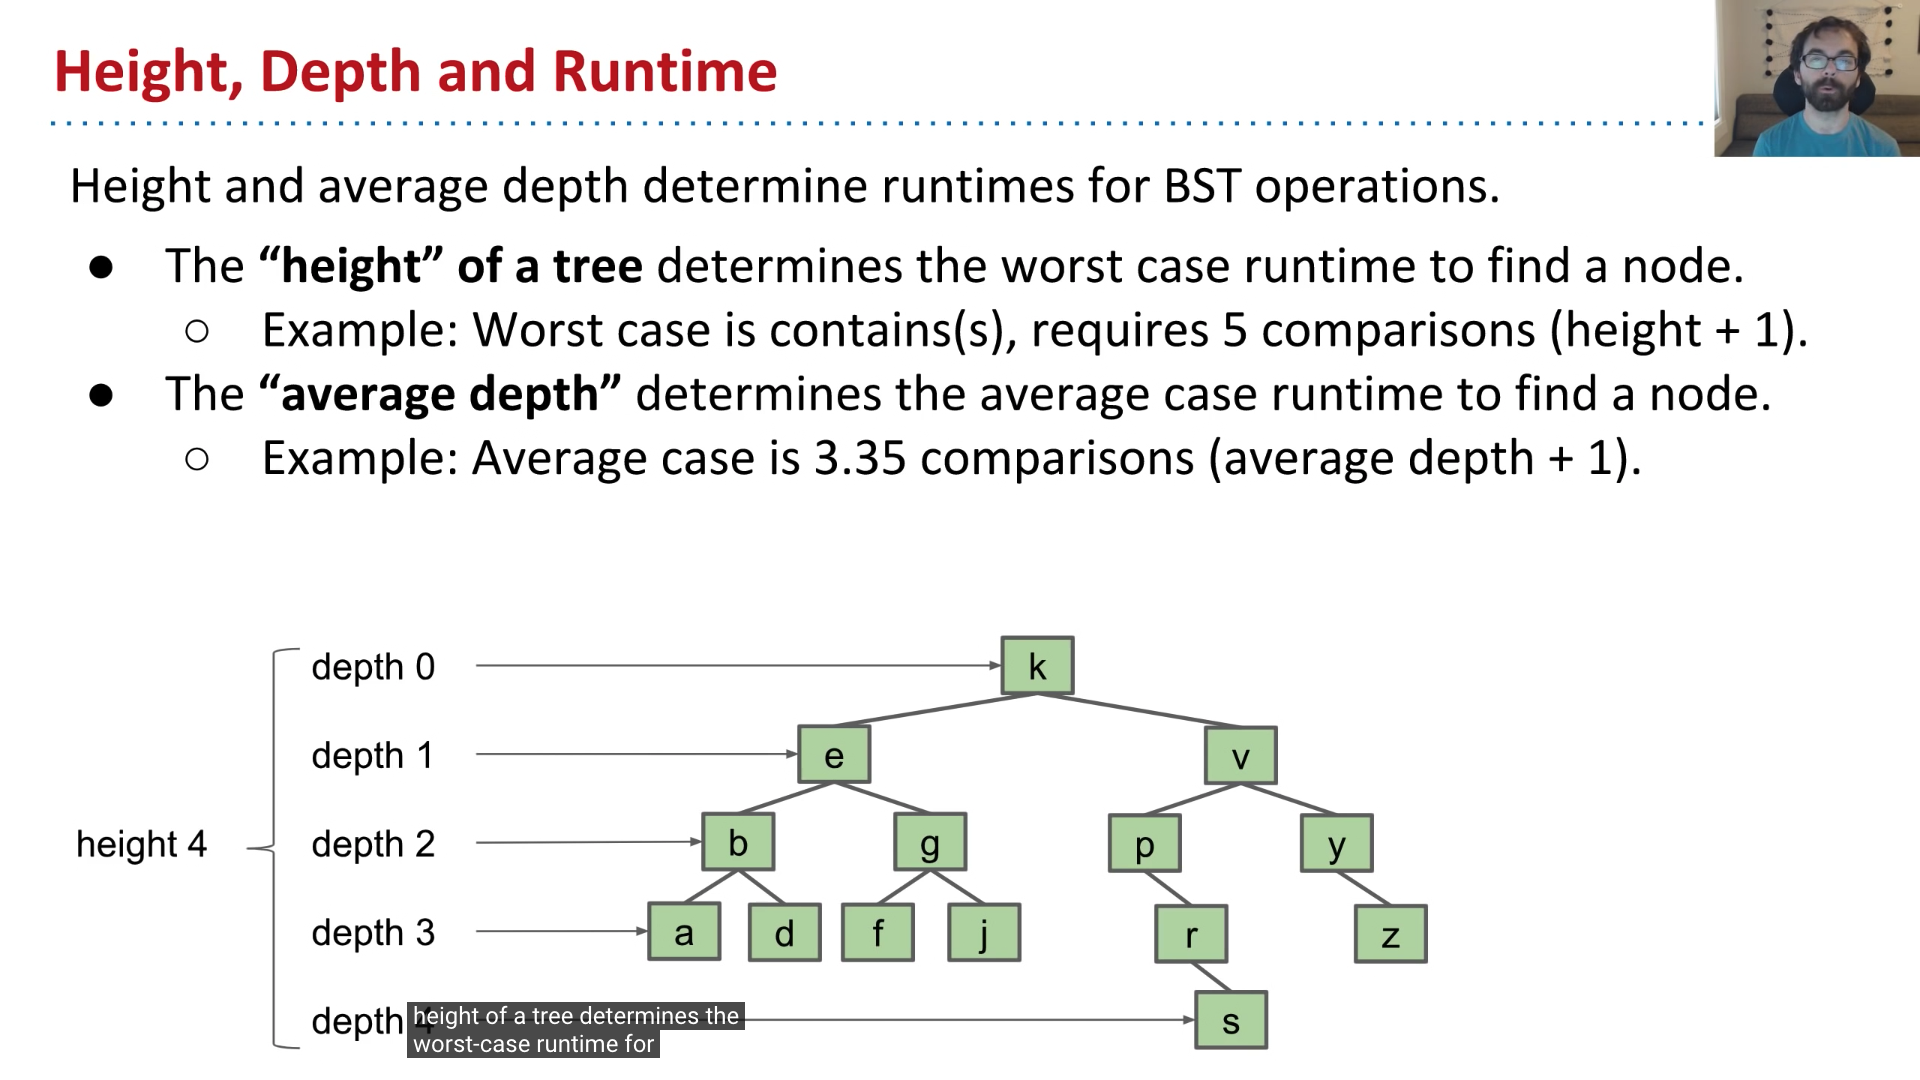 Height, Depth and Runtime
Height and average depth determine runtimes for BST operations.
● The “height” of a tree determines the worst case runtime to find a node.
○ Example: Worst case is contains(s), requires 5 comparisons (height + 1).
● The “average depth” determines the average case runtime to find a node.
○ Example: Average case is 3.35 comparisons (average depth + 1).
depth 0 k
depth 1 e v
height 4 depth 2 b g p y
depth 3 a d f j r z
depth 4 s
height of a tree determines the
worst-case runtime for